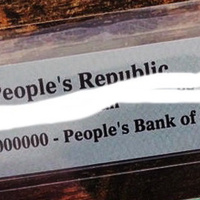 People's Republic
000000 - People's Bank of